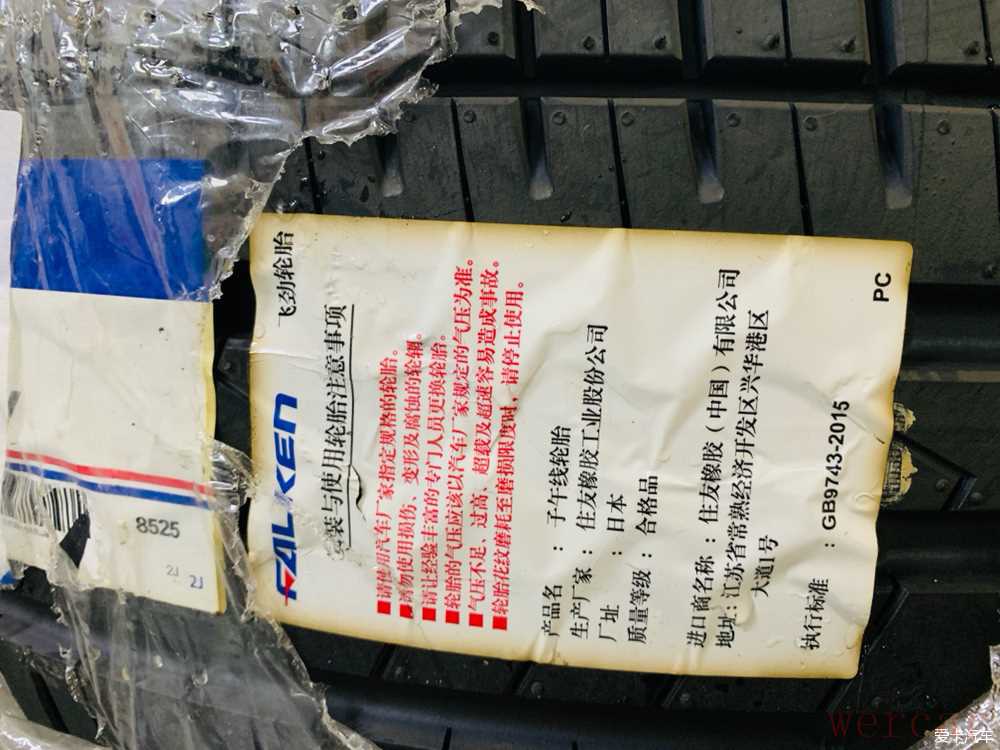 FALKEN 飞劲轮胎
安装与使用轮胎注意事项
■请使用汽车厂家指定规格的轮胎。
■请勿使用损伤、变形及腐蚀的轮辋。
■请让经验丰富的专门人员更换轮胎。
■轮胎的气压应该以汽车厂家规定的气压为准。
■气压不足、过高、超载及超速容易造成事故。
■轮胎花纹磨耗至磨损限度时，请停止使用。
产品名 : 子午线轮胎
生产厂家 : 住友橡胶工业股份公司
厂址 : 日本
质量等级 : 合格品
进口商名称 : 住友橡胶（中国）有限公司
地址 : 江苏省常熟经济开发区兴华港区
大道1号
执行标准 : GB9743-2015
PC
8525
2J
2J
爱卡汽车